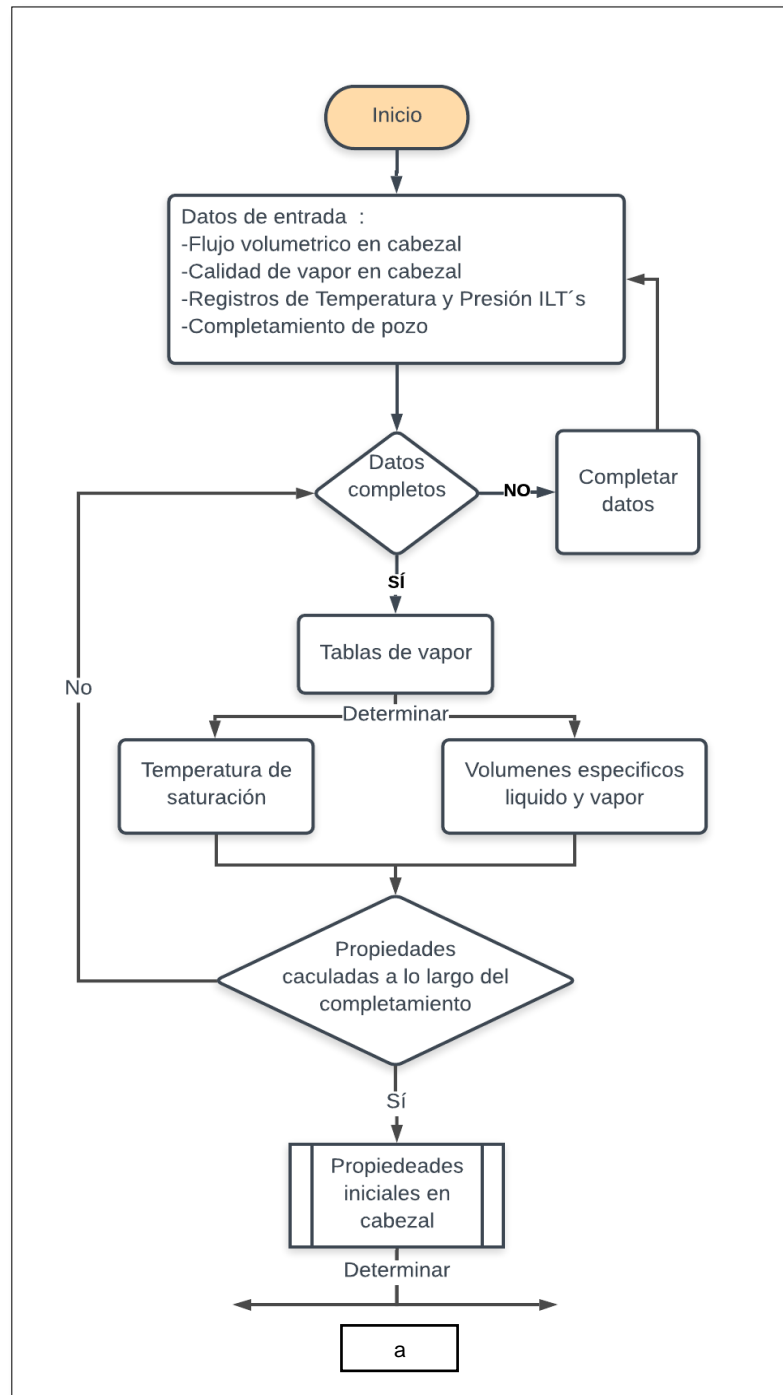 Inicio
Datos de entrada :
-Flujo volumetrico en cabezal
-Calidad de vapor en cabezal
-Registros de Temperatura y Presión ILT´s
-Completamiento de pozo
Datos
completos
NO
Completar
datos
SÍ
Tablas de vapor
No
Determinar
Temperatura de
saturación
Volumenes especificos
liquido y vapor
Propiedades
caculadas a lo largo del
completamiento
Sí
Propiedeades
iniciales en
cabezal
Determinar
a